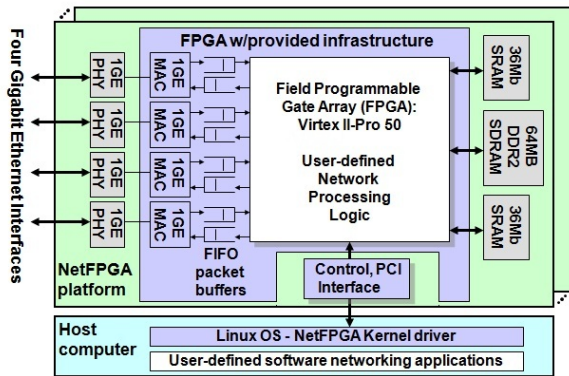 Four Gigabit Ethernet Interfaces
FPGA w/provided infrastructure
1GE
PHY
1GE
MAC
1GE
PHY
1GE
MAC
1GE
PHY
1GE
MAC
1GE
PHY
1GE
MAC
Field Programmable
Gate Array (FPGA):
Virtex II-Pro 50
User-defined
Network
Processing
Logic
36Mb
SRAM
64MB
DDR2
SDRAM
36Mb
SRAM
FIFO
packet
buffers
NetFPGA
platform
Control, PCI
Interface
Host
computer
Linux OS - NetFPGA Kernel driver
User-defined software networking applications